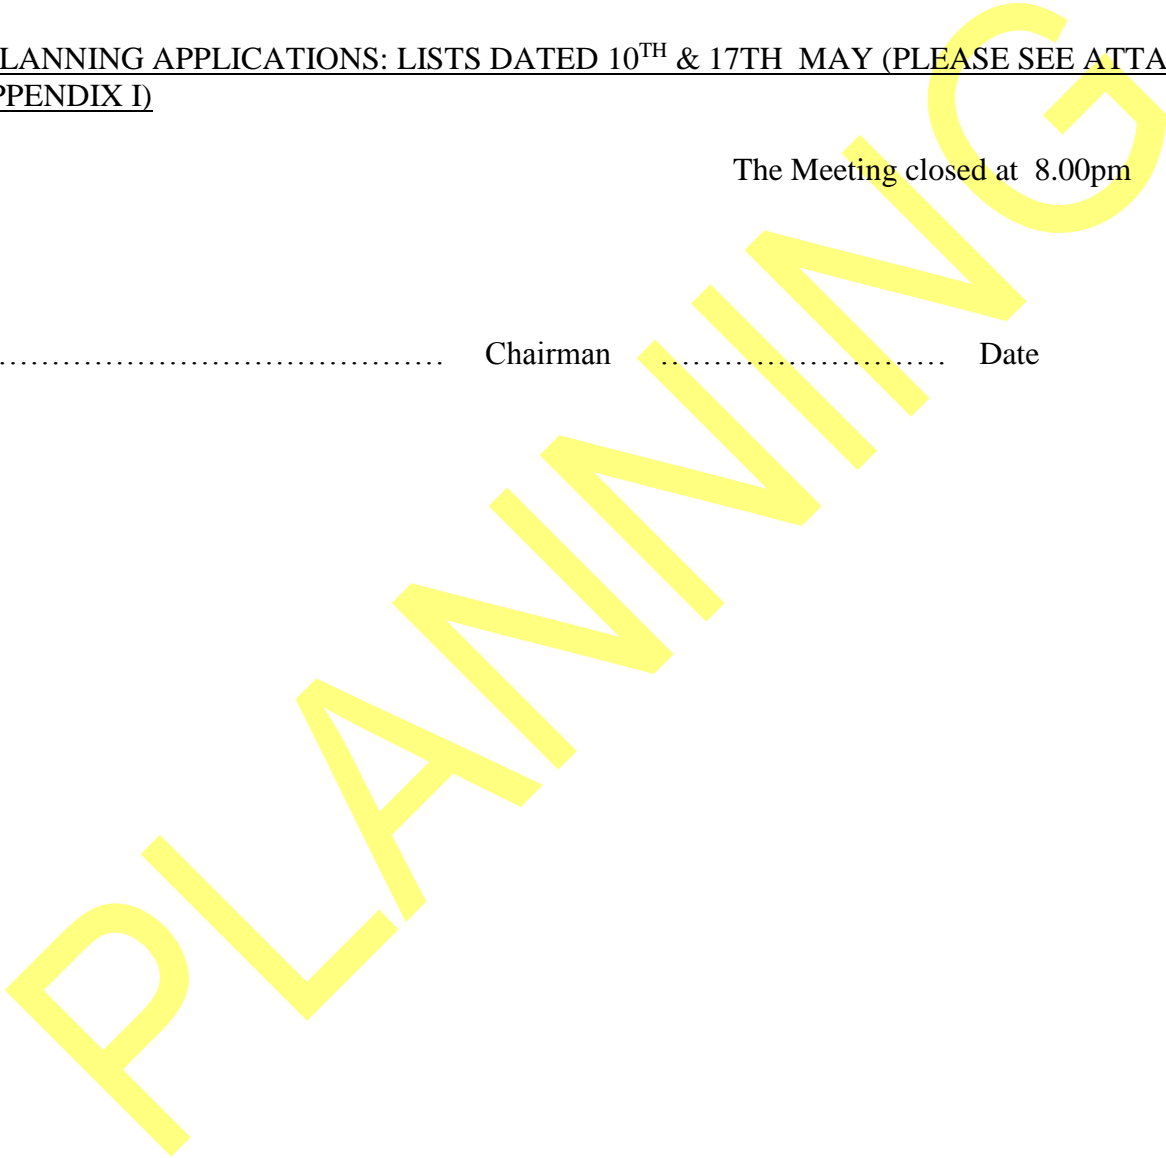 LANNING APPLICATIONS: LISTS DATED 10TH & 17TH MAY (PLEASE SEE ATTA
PPENDIX I)
The Meeting closed at 8.00pm
…………………………………… Chairman ……………………… Date
PLANNING